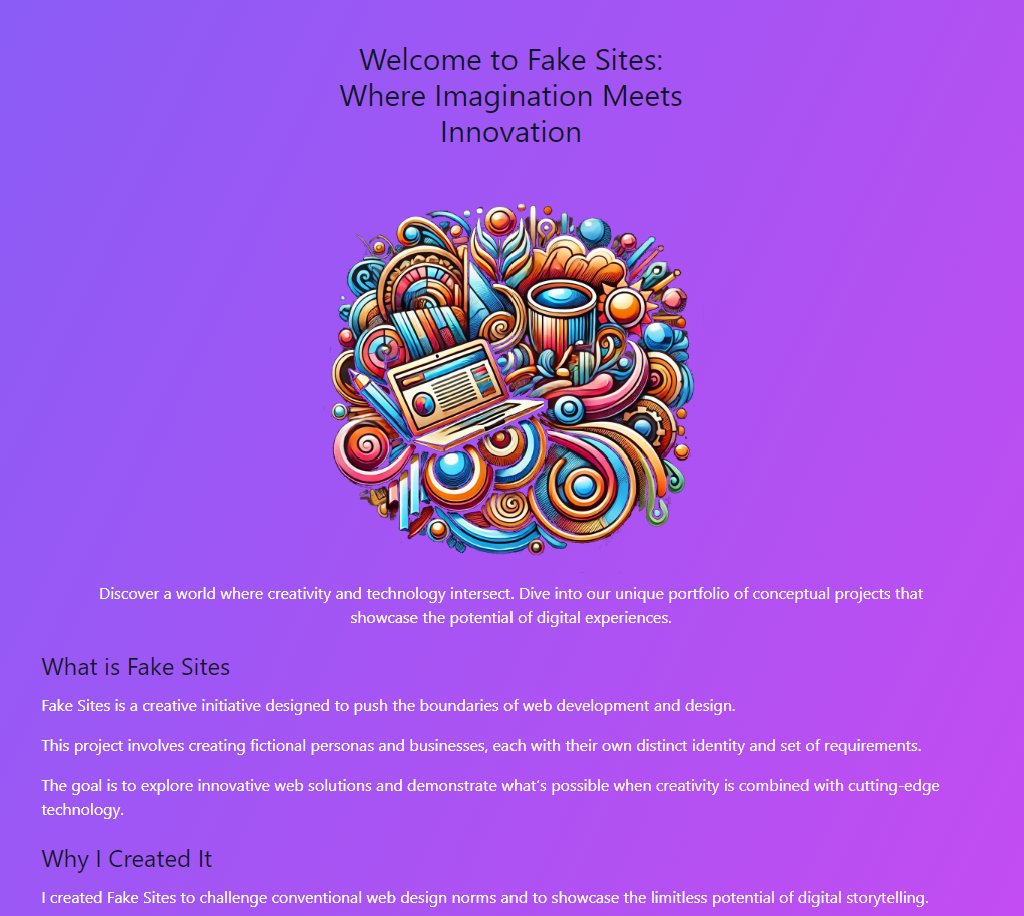 Welcome to Fake Sites:
Where Imagination Meets
Innovation
Discover a world where creativity and technology intersect. Dive into our unique portfolio of conceptual projects that
showcase the potential of digital experiences.
What is Fake Sites
Fake Sites is a creative initiative designed to push the boundaries of web development and design.
This project involves creating fictional personas and businesses, each with their own distinct identity and set of requirements.
The goal is to explore innovative web solutions and demonstrate what's possible when creativity is combined with cutting-edge
technology.
Why I Created It
I created Fake Sites to challenge conventional web design norms and to showcase the limitless potential of digital storytelling.